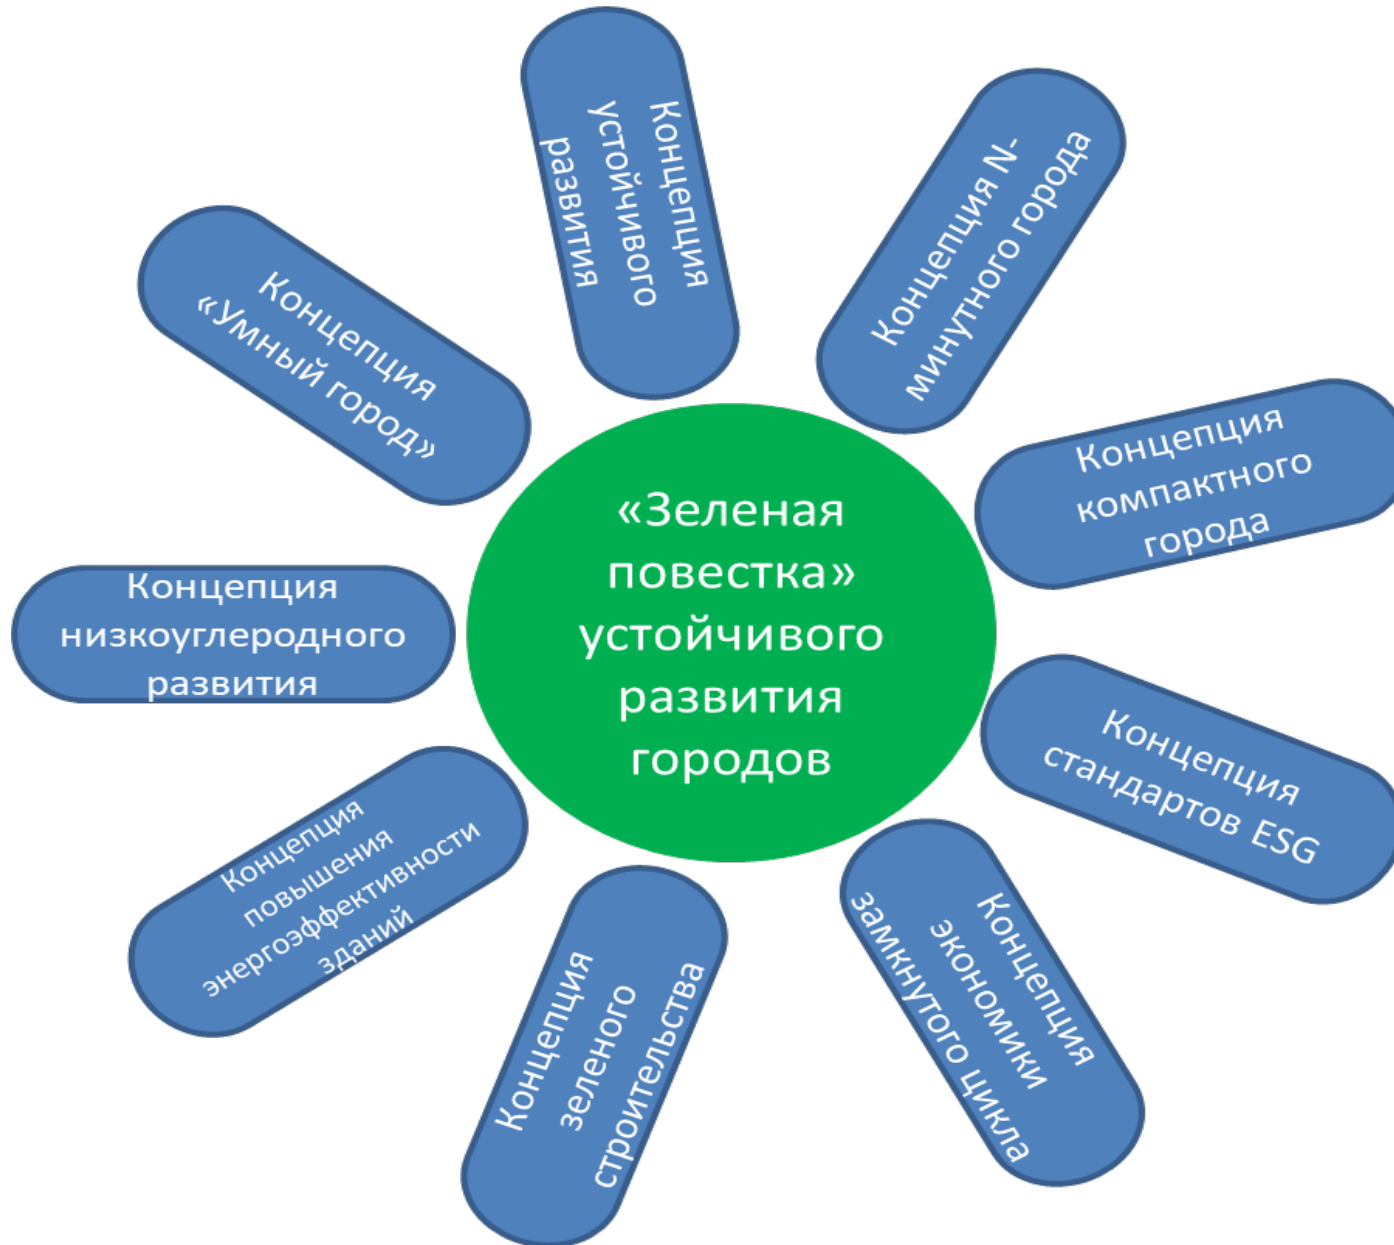 Концепция
устойчивого
развития
Концепция N-
минутного города
Концепция
компактного
города
Концепция
стандартов ESG
Концепция
экономики
замкнутого цикла
Концепция
зеленого
строительства
Концепция
повышения
энергоэффективности
зданий
Концепция
низкоуглеродного
развития
Концепция
«Умный город»
«Зеленая
повестка»
устойчивого
развития
городов